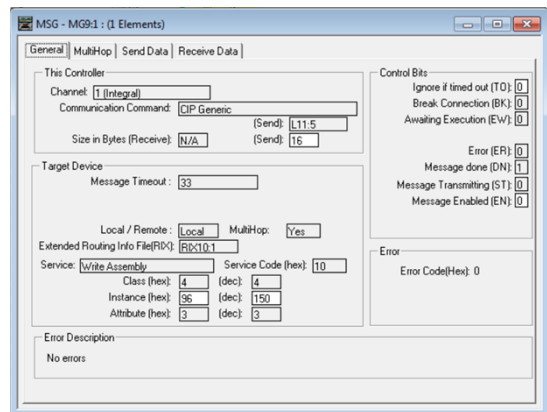 MSG - MG9:1 : (1 Elements)
General MultiHop Send Data Receive Data
This Controller
Channel: 1 (Integral)
Communication Command: CIP Generic
(Send): L11:5
Size in Bytes (Receive): N/A (Send): 16
Target Device
Message Timeout : 33
Local / Remote : Local MultiHop: Yes
Extended Routing Info File(RIX): RIX10:1
Service: Write Assembly Service Code (hex): 10
Class (hex): 4 (dec): 4
Instance (hex): 96 (dec): 150
Attribute (hex): 3 (dec): 3
Control Bits
Ignore if timed out (TO): 0
Break Connection (BK): 0
Awaiting Execution (EW): 0
Error (ER): 0
Message done (DN): 1
Message Transmitting (ST): 0
Message Enabled (EN): 0
Error
Error Code(Hex): 0
Error Description
No errors